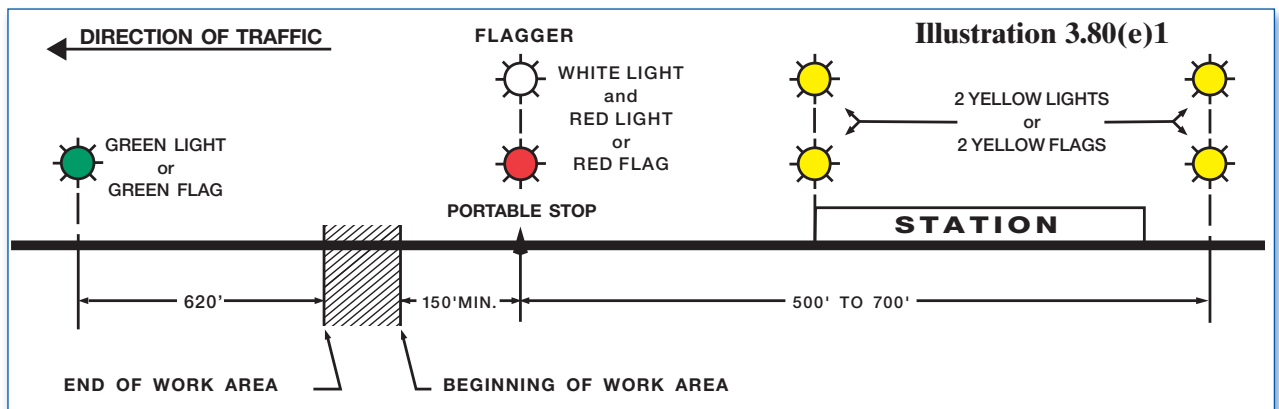 DIRECTION OF TRAFFIC
FLAGGER
Illustration 3.80(e)1
WHITE LIGHT
and
RED LIGHT
or
RED FLAG
2 YELLOW LIGHTS
or
2 YELLOW FLAGS
GREEN LIGHT
or
GREEN FLAG
PORTABLE STOP
STATION
620'
150'MIN.
500' TO 700'
END OF WORK AREA
BEGINNING OF WORK AREA